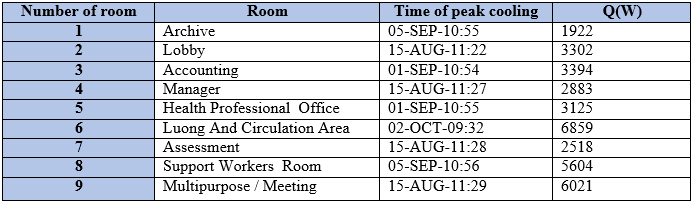 Number of room Room Time of peak cooling Q(W)
1 Archive 05-SEP-10:55 1922
2 Lobby 15-AUG-11:22 3302
3 Accounting 01-SEP-10:54 3394
4 Manager 15-AUG-11:27 2883
5 Health Professional Office 01-SEP-10:55 3125
6 Luong And Circulation Area 02-OCT-09:32 6859
7 Assessment 15-AUG-11:28 2518
8 Support Workers Room 05-SEP-10:56 5604
9 Multipurpose / Meeting 15-AUG-11:29 6021